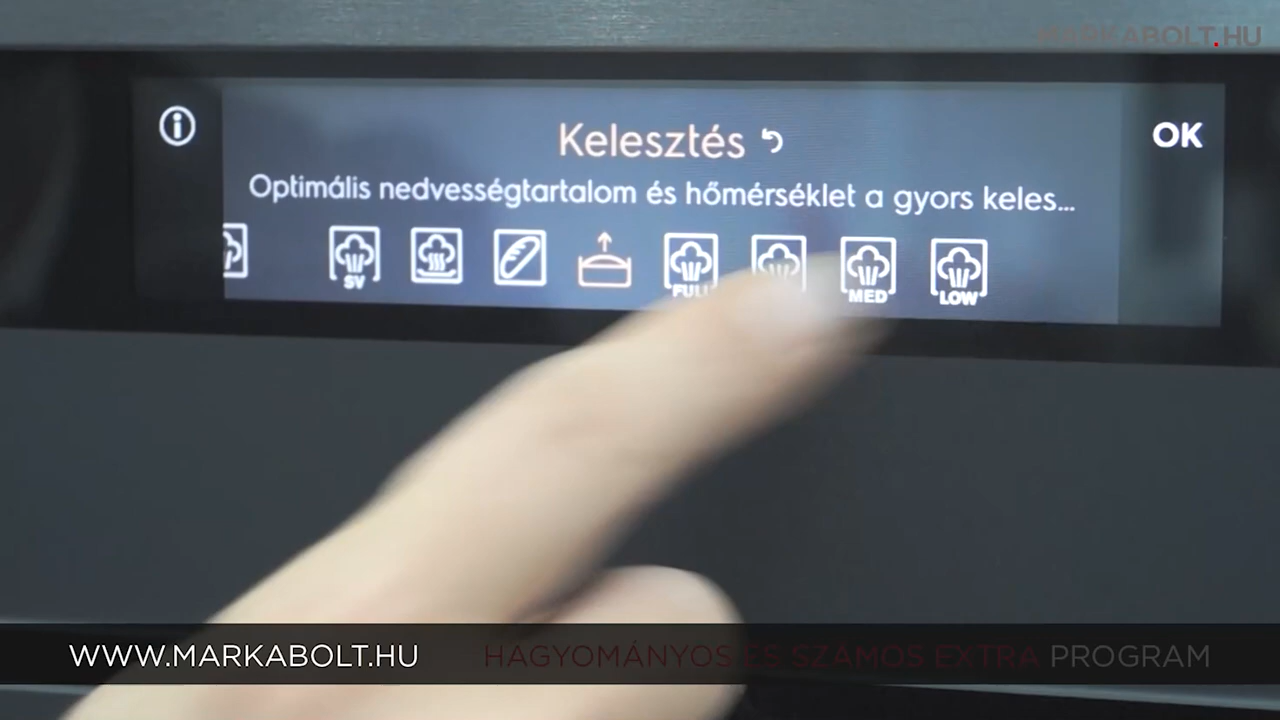 MARKABOLT.HU
Kelesztés
OK
Optimális nedvességtartalom és hőmérséklet a gyors keles...
SV
FULL
MED
LOW
WWW.MARKABOLT.HU
HAGYOMÁNYOS ÉS SZÁMOS EXTRA PROGRAM